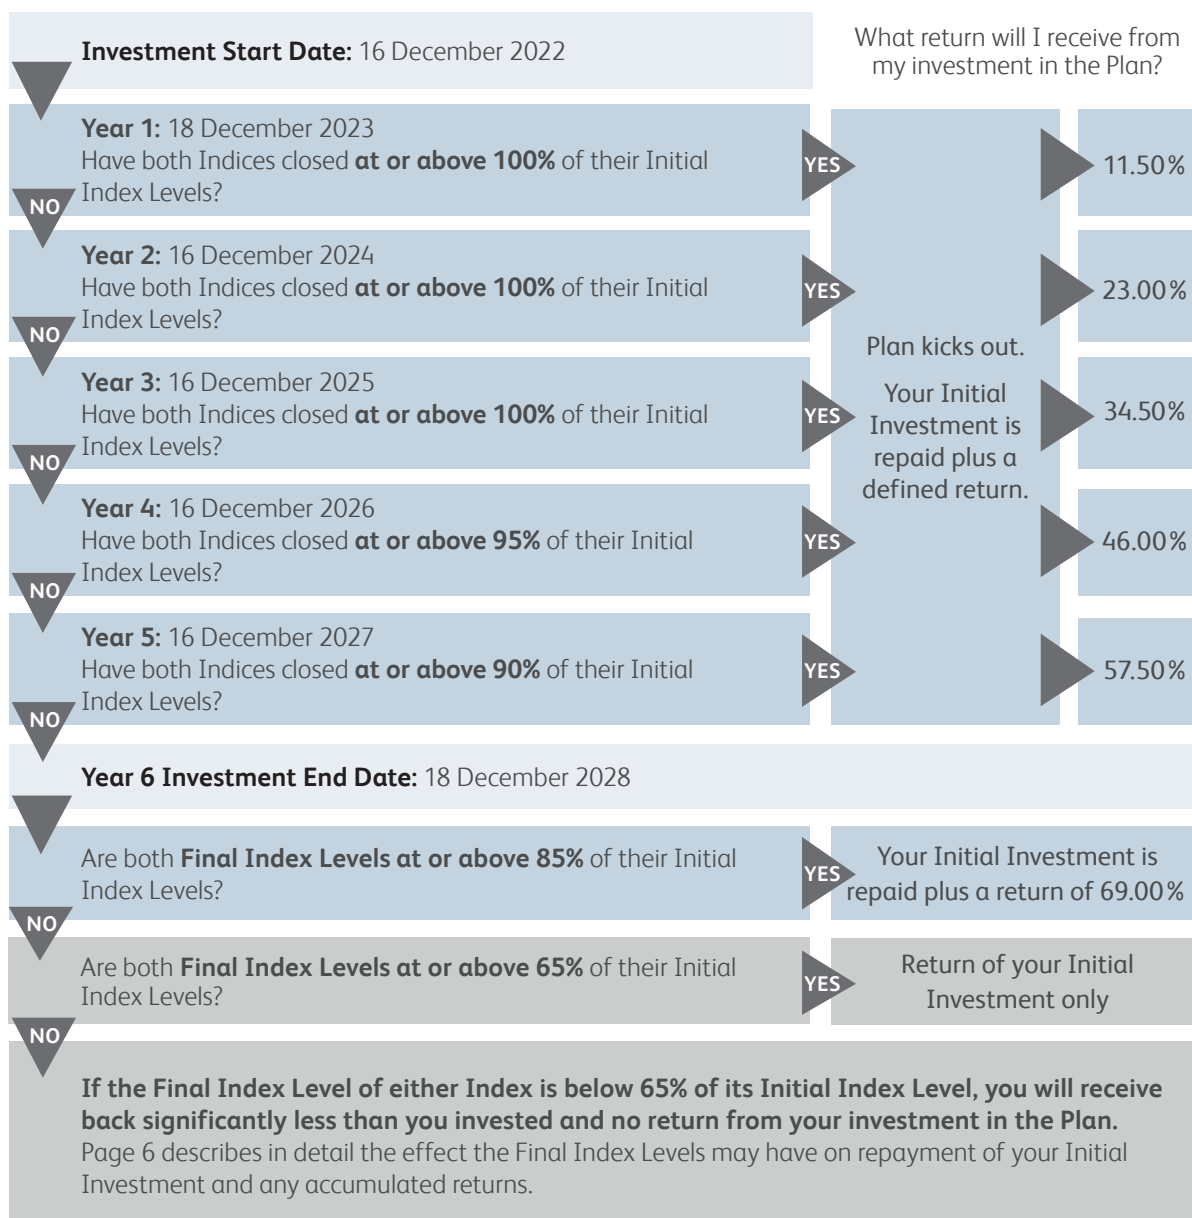 Investment Start Date: 16 December 2022
What return will I receive from
my investment in the Plan?
Year 1: 18 December 2023
Have both Indices closed at or above 100% of their Initial
Index Levels?
YES
11.50%
NO
Year 2: 16 December 2024
Have both Indices closed at or above 100% of their Initial
Index Levels?
YES
23.00%
NO
Year 3: 16 December 2025
Have both Indices closed at or above 100% of their Initial
Index Levels?
YES
34.50%
NO
Plan kicks out.
Your Initial
Investment is
repaid plus a
defined return.
Year 4: 16 December 2026
Have both Indices closed at or above 95% of their Initial
Index Levels?
YES
46.00%
NO
Year 5: 16 December 2027
Have both Indices closed at or above 90% of their Initial
Index Levels?
YES
57.50%
NO
Year 6 Investment End Date: 18 December 2028
Are both Final Index Levels at or above 85% of their Initial
Index Levels?
YES
Your Initial Investment is
repaid plus a return of 69.00%
NO
Are both Final Index Levels at or above 65% of their Initial
Index Levels?
YES
Return of your Initial
Investment only
NO
If the Final Index Level of either Index is below 65% of its Initial Index Level, you will receive
back significantly less than you invested and no return from your investment in the Plan.
Page 6 describes in detail the effect the Final Index Levels may have on repayment of your Initial
Investment and any accumulated returns.